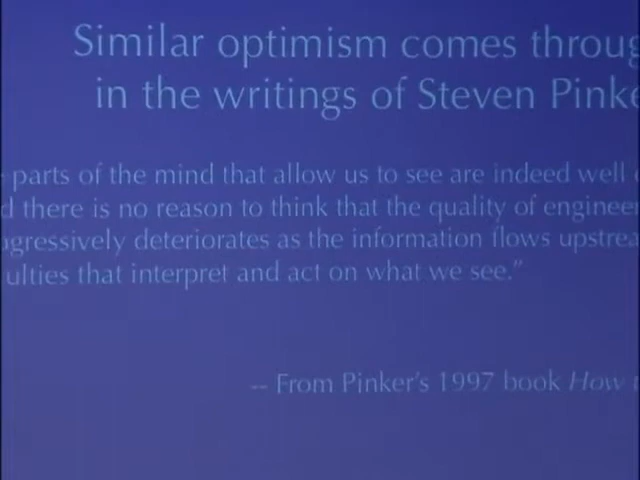 Similar optimism comes throug
in the writings of Steven Pinke
parts of the mind that allow us to see are indeed well
d there is no reason to think that the quality of engineer
ogressively deteriorates as the information flows upstrea
ulties that interpret and act on what we see.”
-- From Pinker’s 1997 book How